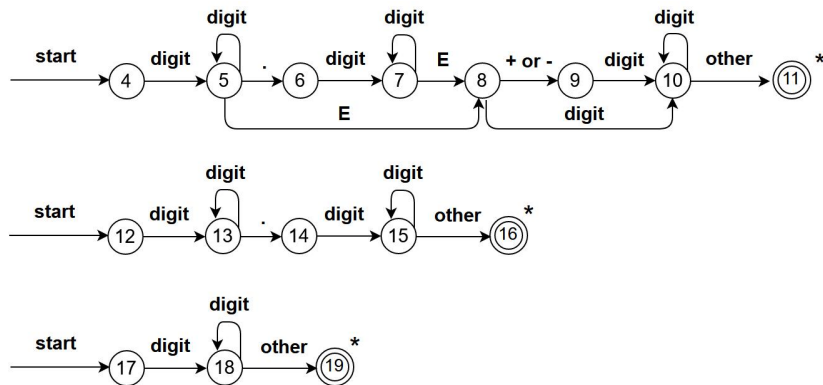 digit digit digit
start digit . digit E + or - digit other *
4 5 6 7 8 9 10 11
E digit
digit digit
start digit . digit other *
12 13 14 15 16
digit
start digit other *
17 18 19